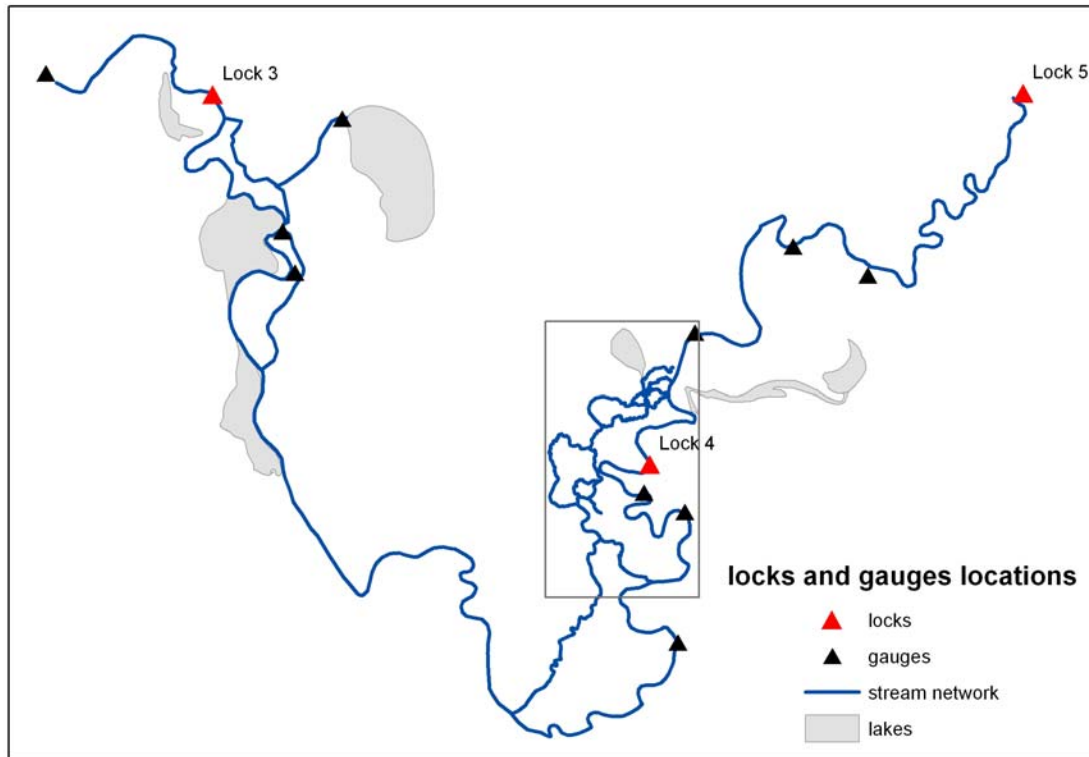 Lock 3
Lock 5
Lock 4
locks and gauges locations
locks
gauges
stream network
lakes